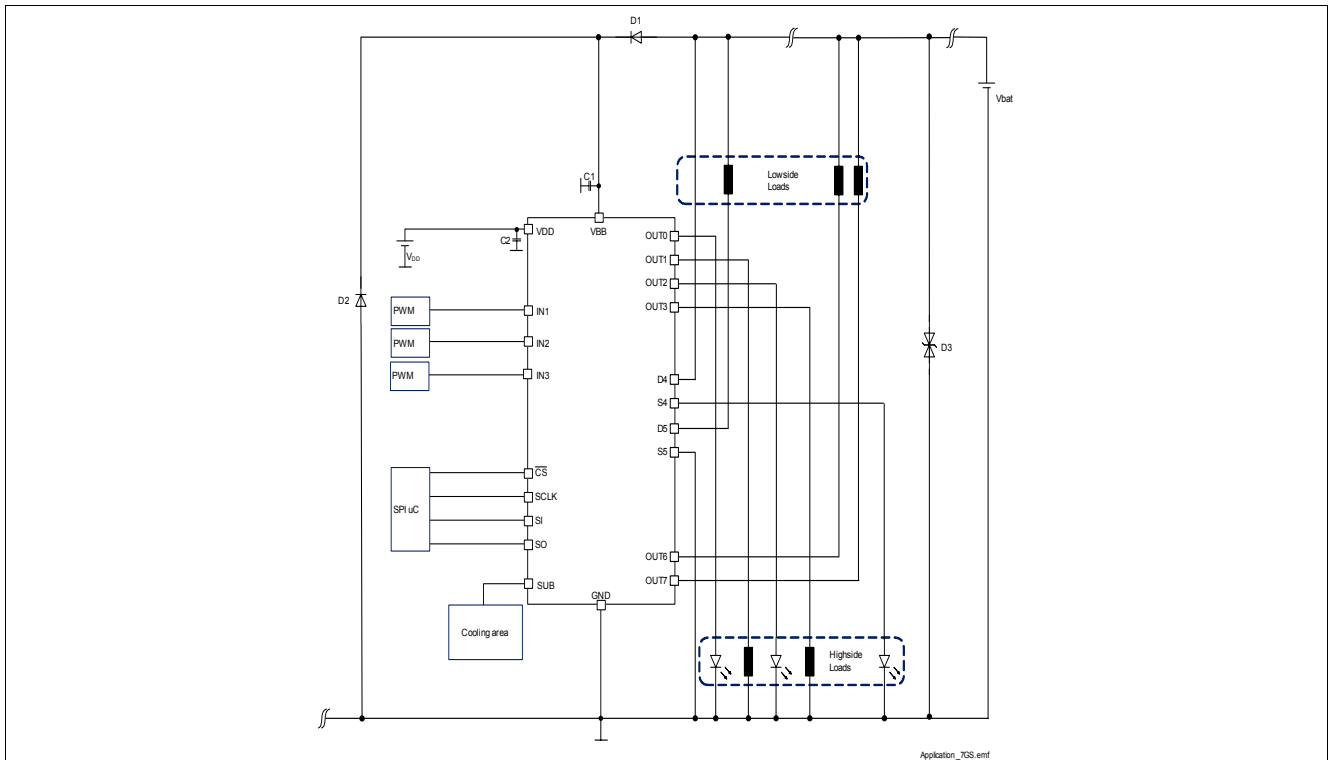 D1
Vbat
C1
Lowside
Loads
VDD
VBB
OUT0
C2
OUT1
VDD
OUT2
D2
PWM
IN1
OUT3
PWM
IN2
D3
PWM
IN3
D4
S4
D5
S5
CS
SCLK
SPI uC
SI
SO
OUT6
OUT7
SUB
GND
Cooling area
Highside
Loads
Application_7GS.emf